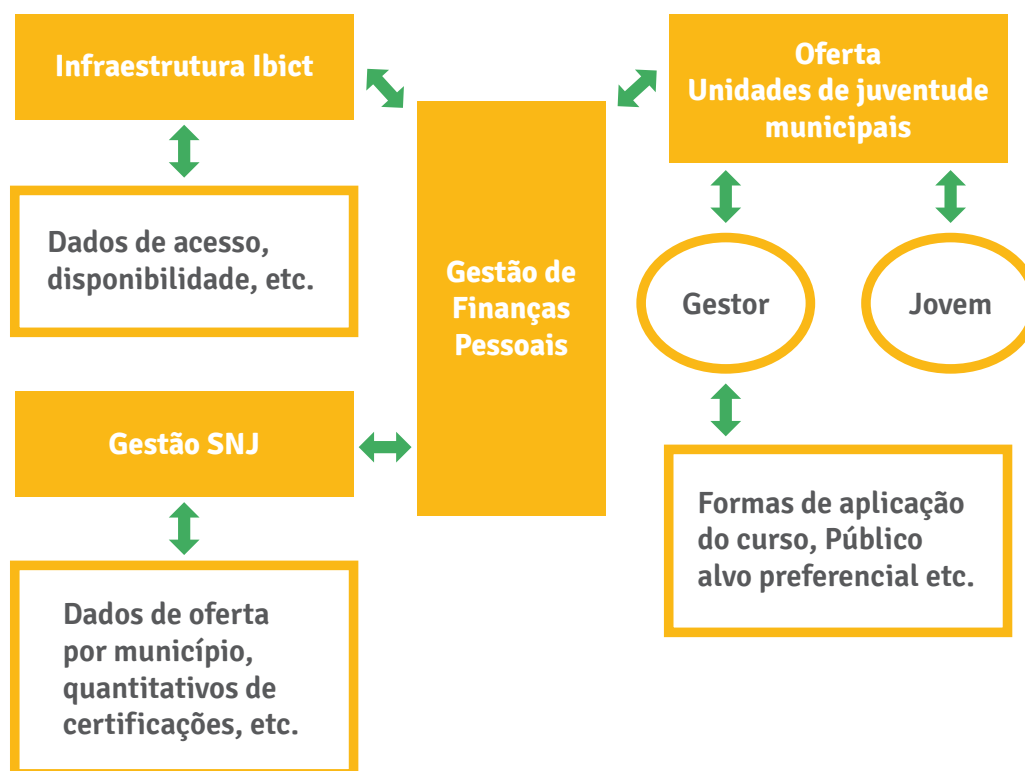 Infraestrutura Ibict
Dados de acesso,
disponibilidade, etc.
Gestão SNJ
Dados de oferta
por município,
quantitativos de
certificações, etc.
Gestão de
Finanças
Pessoais
Oferta
Unidades de juventude
municipais
Gestor
Jovem
Formas de aplicação
do curso, Público
alvo preferencial etc.